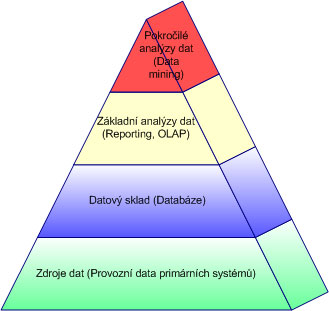 Pokročilé
analýzy dat
(Data
mining)
Základní analýzy dat
(Reporting, OLAP)
Datový sklad (Databáze)
Zdroje dat (Provozní data primárních systémů)